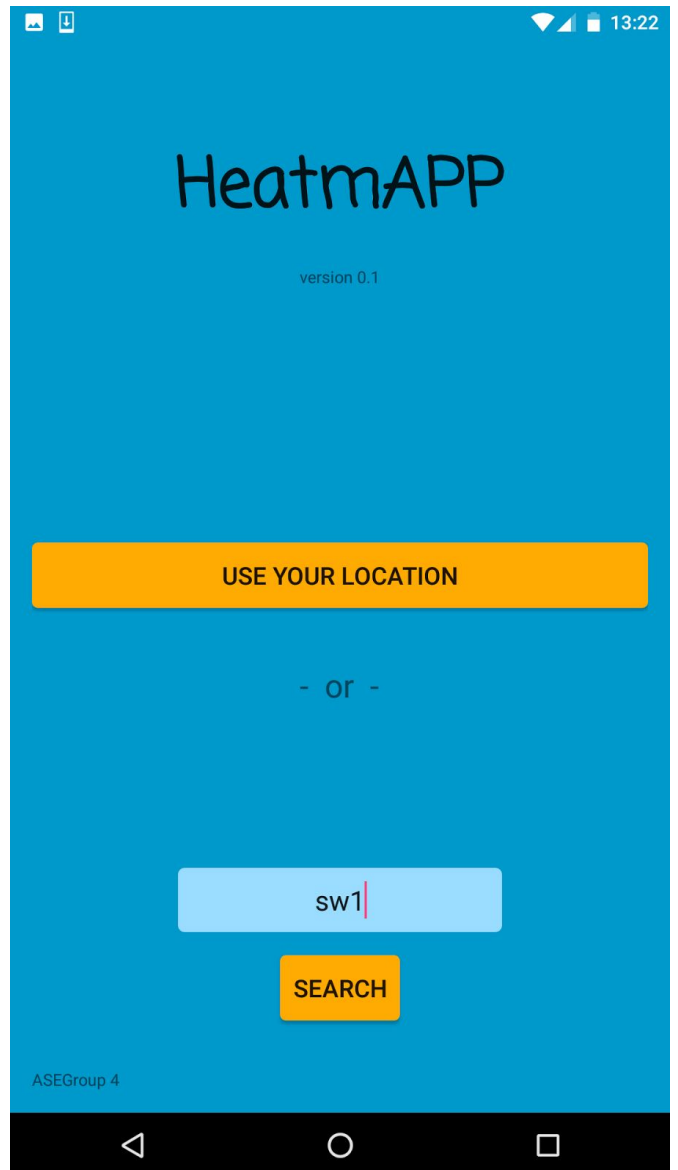 13:22
HeatmAPP
version 0.1
USE YOUR LOCATION
- or -
sw1
SEARCH
ASEGroup 4